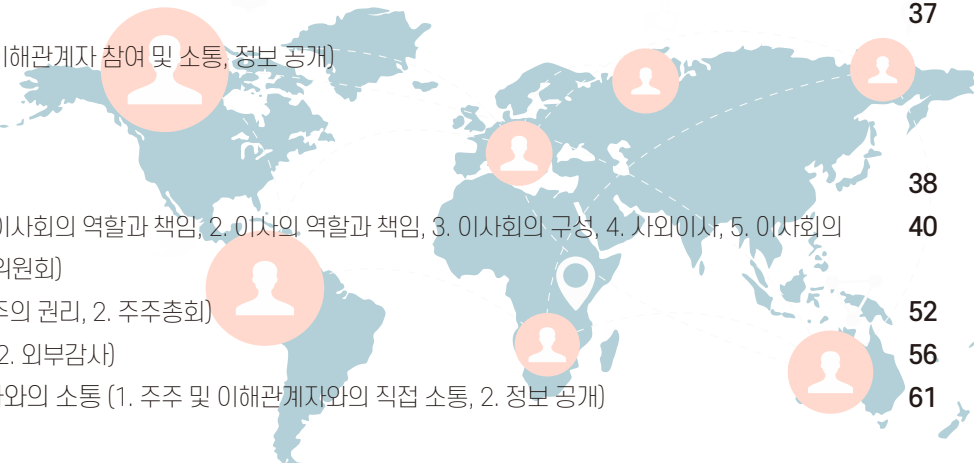 37
이해관계자 참여 및 소통, 정보 공개)
38
이사회의 역할과 책임, 2. 이사의 역할과 책임, 3. 이사회의 구성, 4. 사외이사, 5. 이사회의 40
위원회)
주의 권리, 2. 주주총회) 52
2. 외부감사) 56
와의 소통 (1. 주주 및 이해관계자와의 직접 소통, 2. 정보 공개) 61